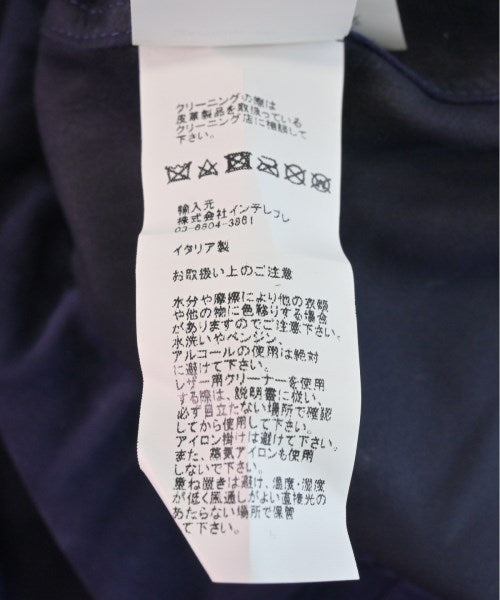 クリーニングの際は
皮革製品を取扱っている
クリーニング店に相談して
下さい。
輸入元
株式会社インテレプレ
03-6804-3861
イタリア製
お取扱い上のご注意
水分や摩擦により他の衣類
や他の物に色移りする場合
がありますのでご注意下さい。
水洗いやベンジン、
アルコールの使用は絶対
に避けて下さい。
レザー用クリーナーを使用
する際は、説明書に従い、
必ず目立たない場所で確認
してから使用して下さい。
アイロン掛けは避けて下さい。
また、蒸気アイロンも使用
しないで下さい。
重ね置きは避け、温度・湿度
が低く風通しがよい直接光の
あたらない場所で保管
して下さい。